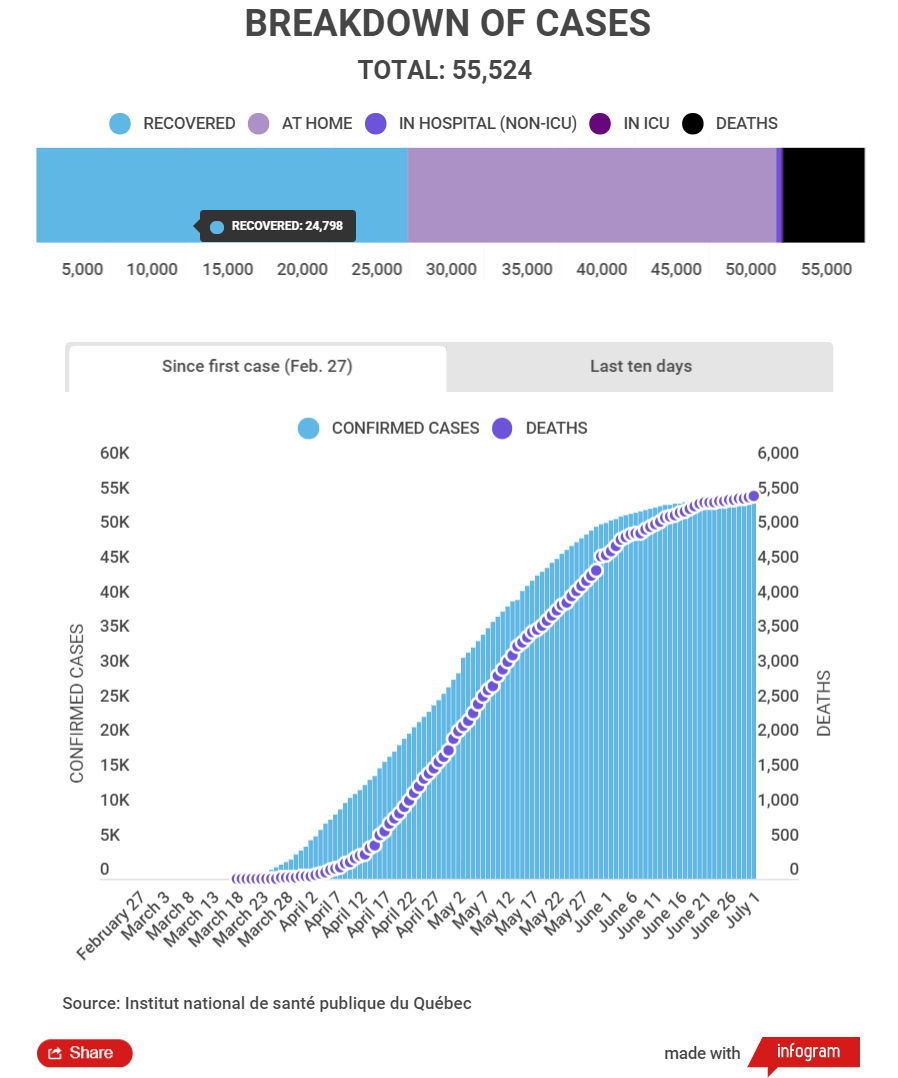 BREAKDOWN OF CASES
TOTAL: 55,524
RECOVERED AT HOME IN HOSPITAL (NON-ICU) IN ICU DEATHS
RECOVERED: 24,798
5,000 10,000 15,000 20,000 25,000 30,000 35,000 40,000 45,000 50,000 55,000
Since first case (Feb. 27) Last ten days
CONFIRMED CASES DEATHS
60K 6,000
55K 5,500
50K 5,000
45K 4,500
40K 4,000
35K 3,500
30K 3,000
25K 2,500
20K 2,000
15K 1,500
10K 1,000
5K 500
0 0
CONFIRMED CASES
DEATHS
February 27 March 3 March 8 March 13 March 18 March 23 March 28 April 2 April 7 April 12 April 17 April 22 April 27 May 2 May 7 May 12 May 17 May 22 May 27 June 1 June 6 June 11 June 16 June 21 June 26 July 1
Source: Institut national de santé publique du Québec
Share made with infogram